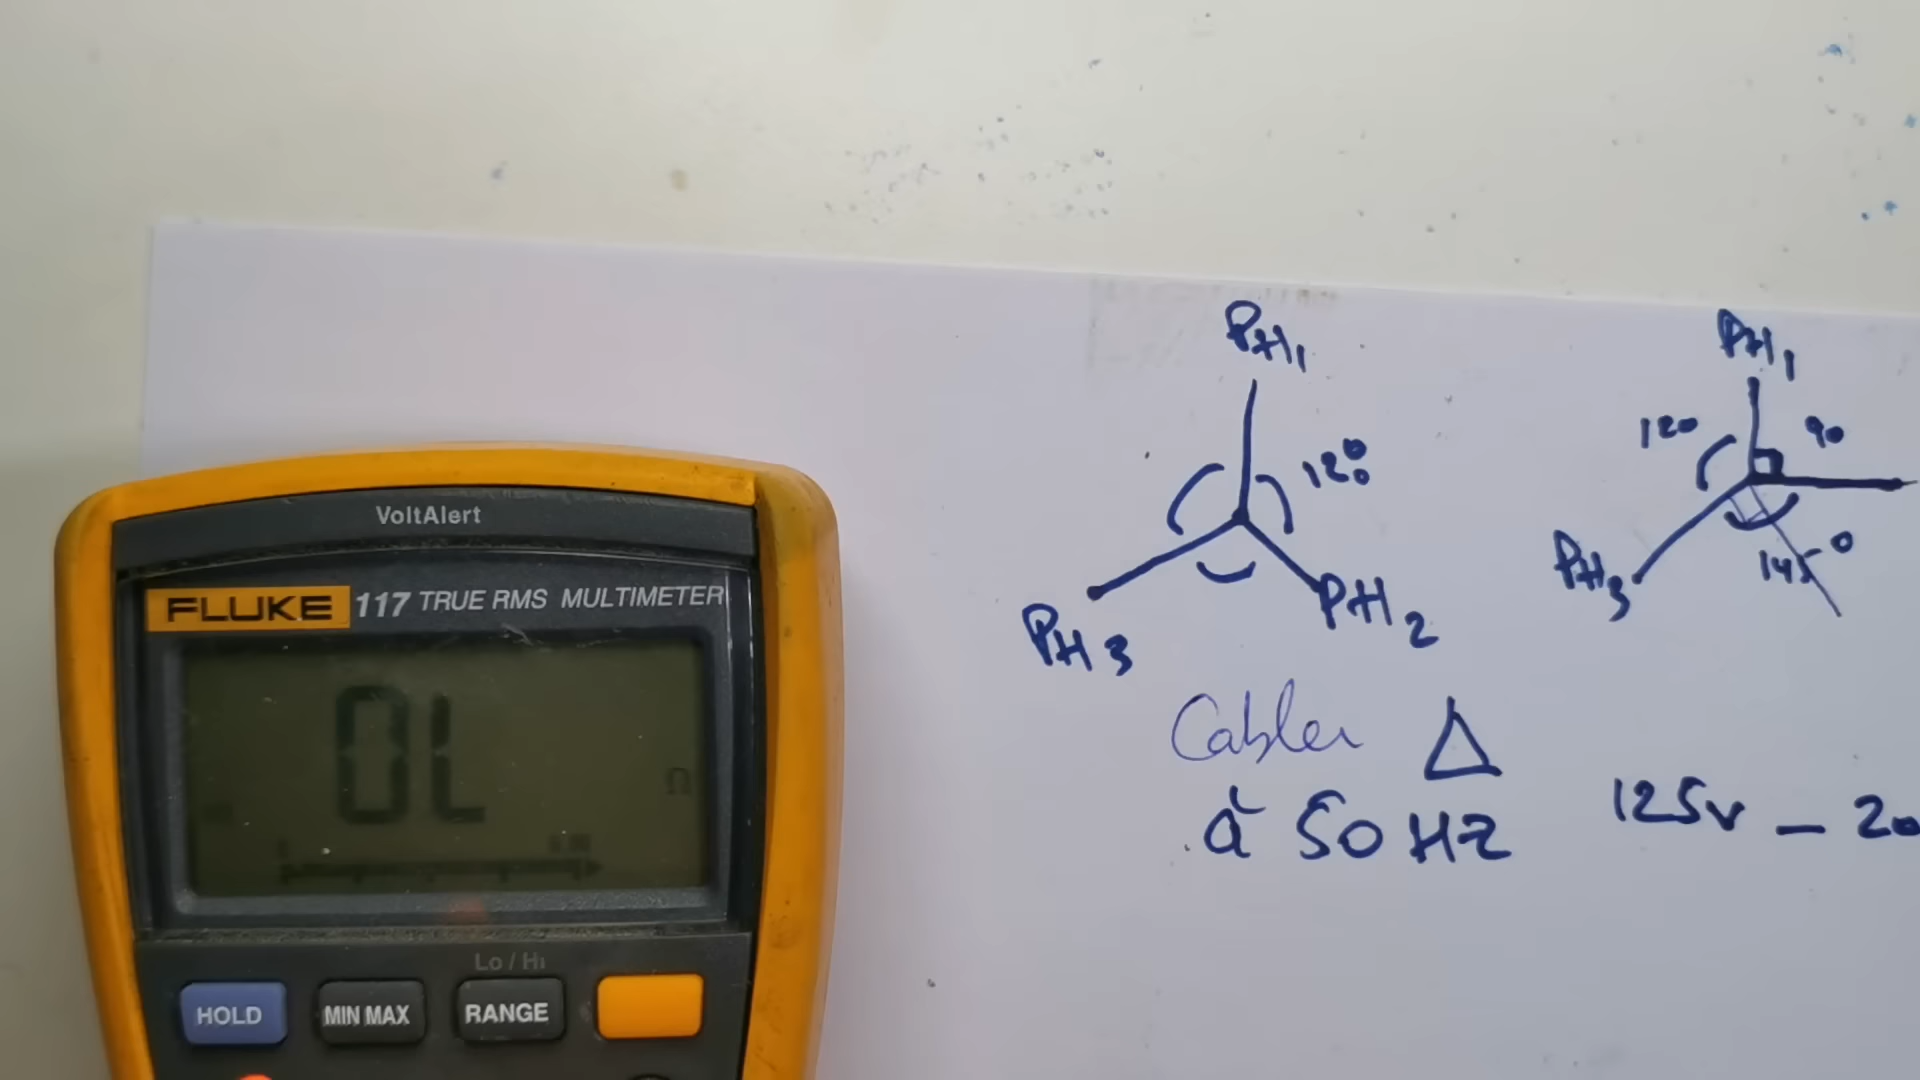 VoltAlert
FLUKE 117 TRUE RMS MULTIMETER
OL
Ω
Lo / Hi
HOLD
MIN MAX
RANGE
PH1
120
PH3
PH2
PH1
120
90
PH3
145°
Cabler Δ
à 50 HZ
125v - 20